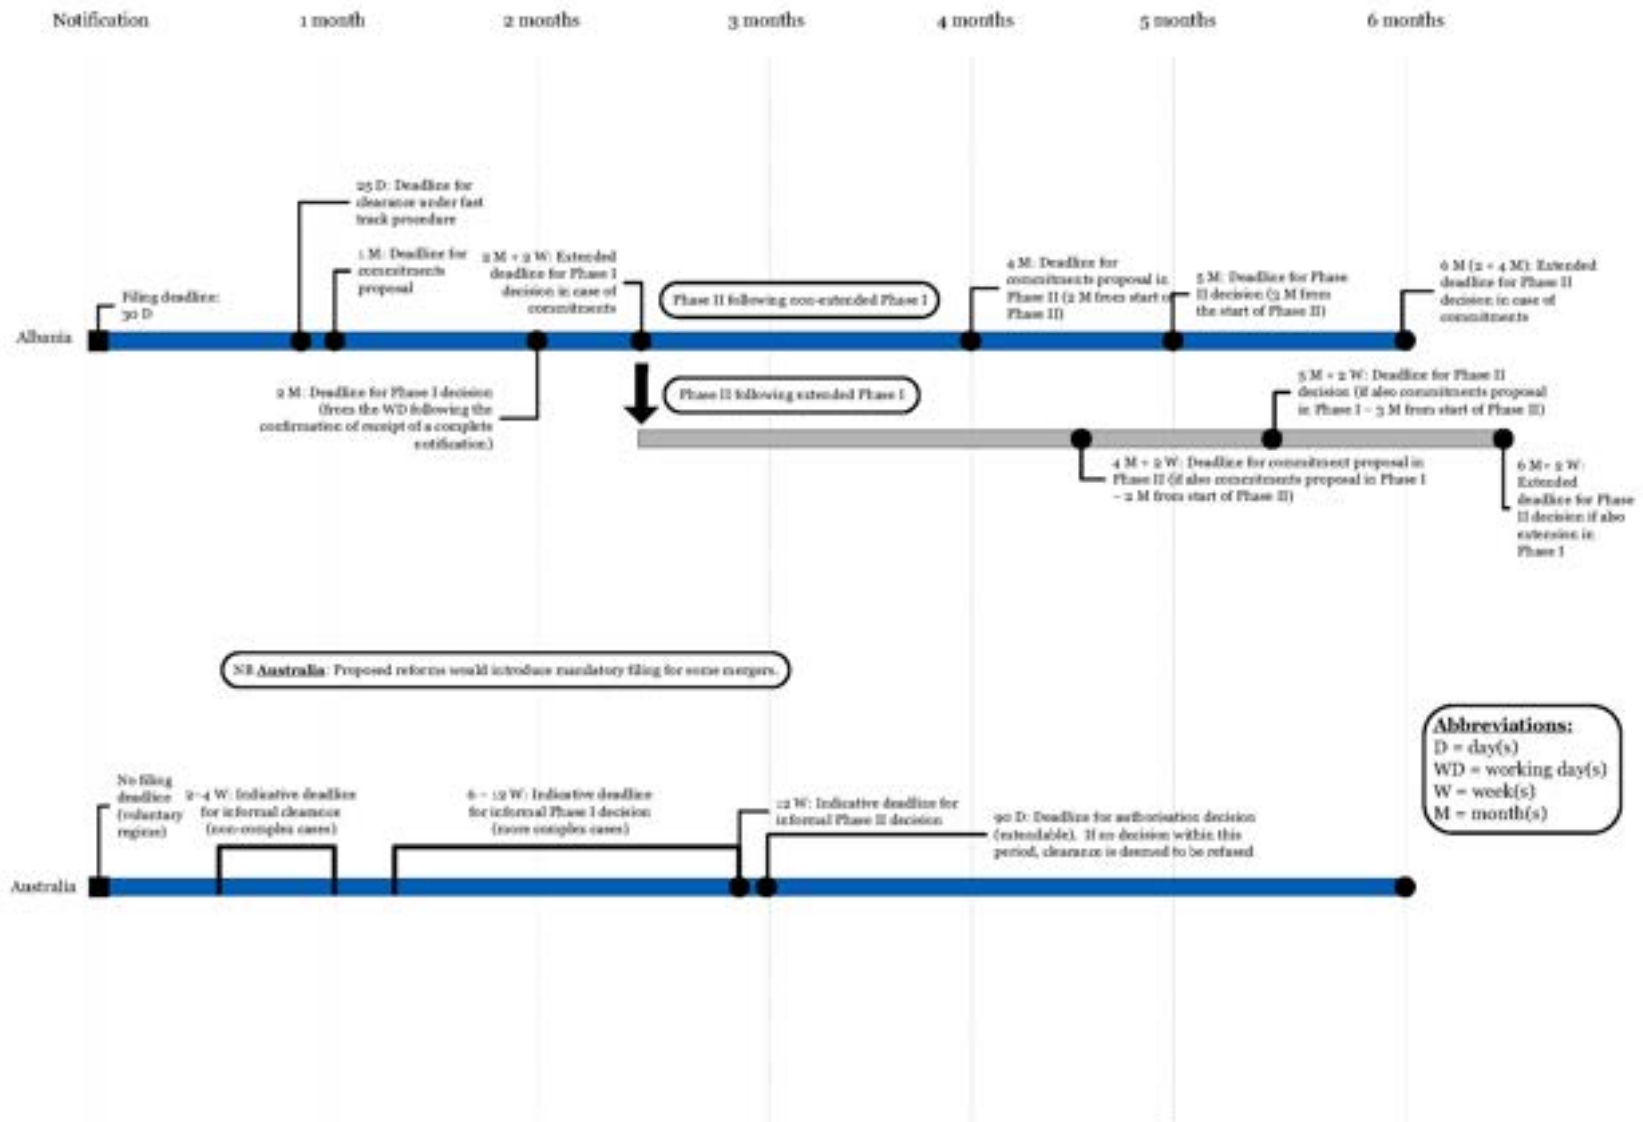 Notification
1 month
2 months
3 months
4 months
5 months
6 months
25 D: Deadline for
clearance under fast
track procedure
1 M: Deadline for
commitments
proposal
2 M + 2 W: Extended
deadline for Phase I
decision in case of
commitments
Phase II following non-extended Phase I
4 M: Deadline for
commitments proposal in
Phase II (2 M from start of
Phase II)
5 M: Deadline for Phase
II decision (3 M from
the start of Phase II)
6 M (2 + 4 M): Extended
deadline for Phase II
decision in case of
commitments
Filing deadline:
30 D
Albania
2 M: Deadline for Phase I decision
(from the WD following the
confirmation of receipt of a complete
notification)
Phase II following extended Phase I
5 M + 2 W: Deadline for Phase II
decision (if also commitments proposal
in Phase I – 3 M from start of Phase II)
4 M + 2 W: Deadline for commitment proposal in
Phase II (if also commitments proposal in Phase I
– 2 M from start of Phase II)
6 M+ 2 W:
Extended
deadline for Phase
II decision if also
extension in
Phase I
NB Australia: Proposed reforms would introduce mandatory filing for some mergers.
Abbreviations:
D = day(s)
WD = working day(s)
W = week(s)
M = month(s)
No filing
deadline
(voluntary
regime)
2-4 W: Indicative deadline
for informal clearance
(non-complex cases)
6 – 12 W: Indicative deadline
for informal Phase I decision
(more complex cases)
12 W: Indicative deadline for
informal Phase II decision
90 D: Deadline for authorisation decision
(extendable). If no decision within this
period, clearance is deemed to be refused
Australia